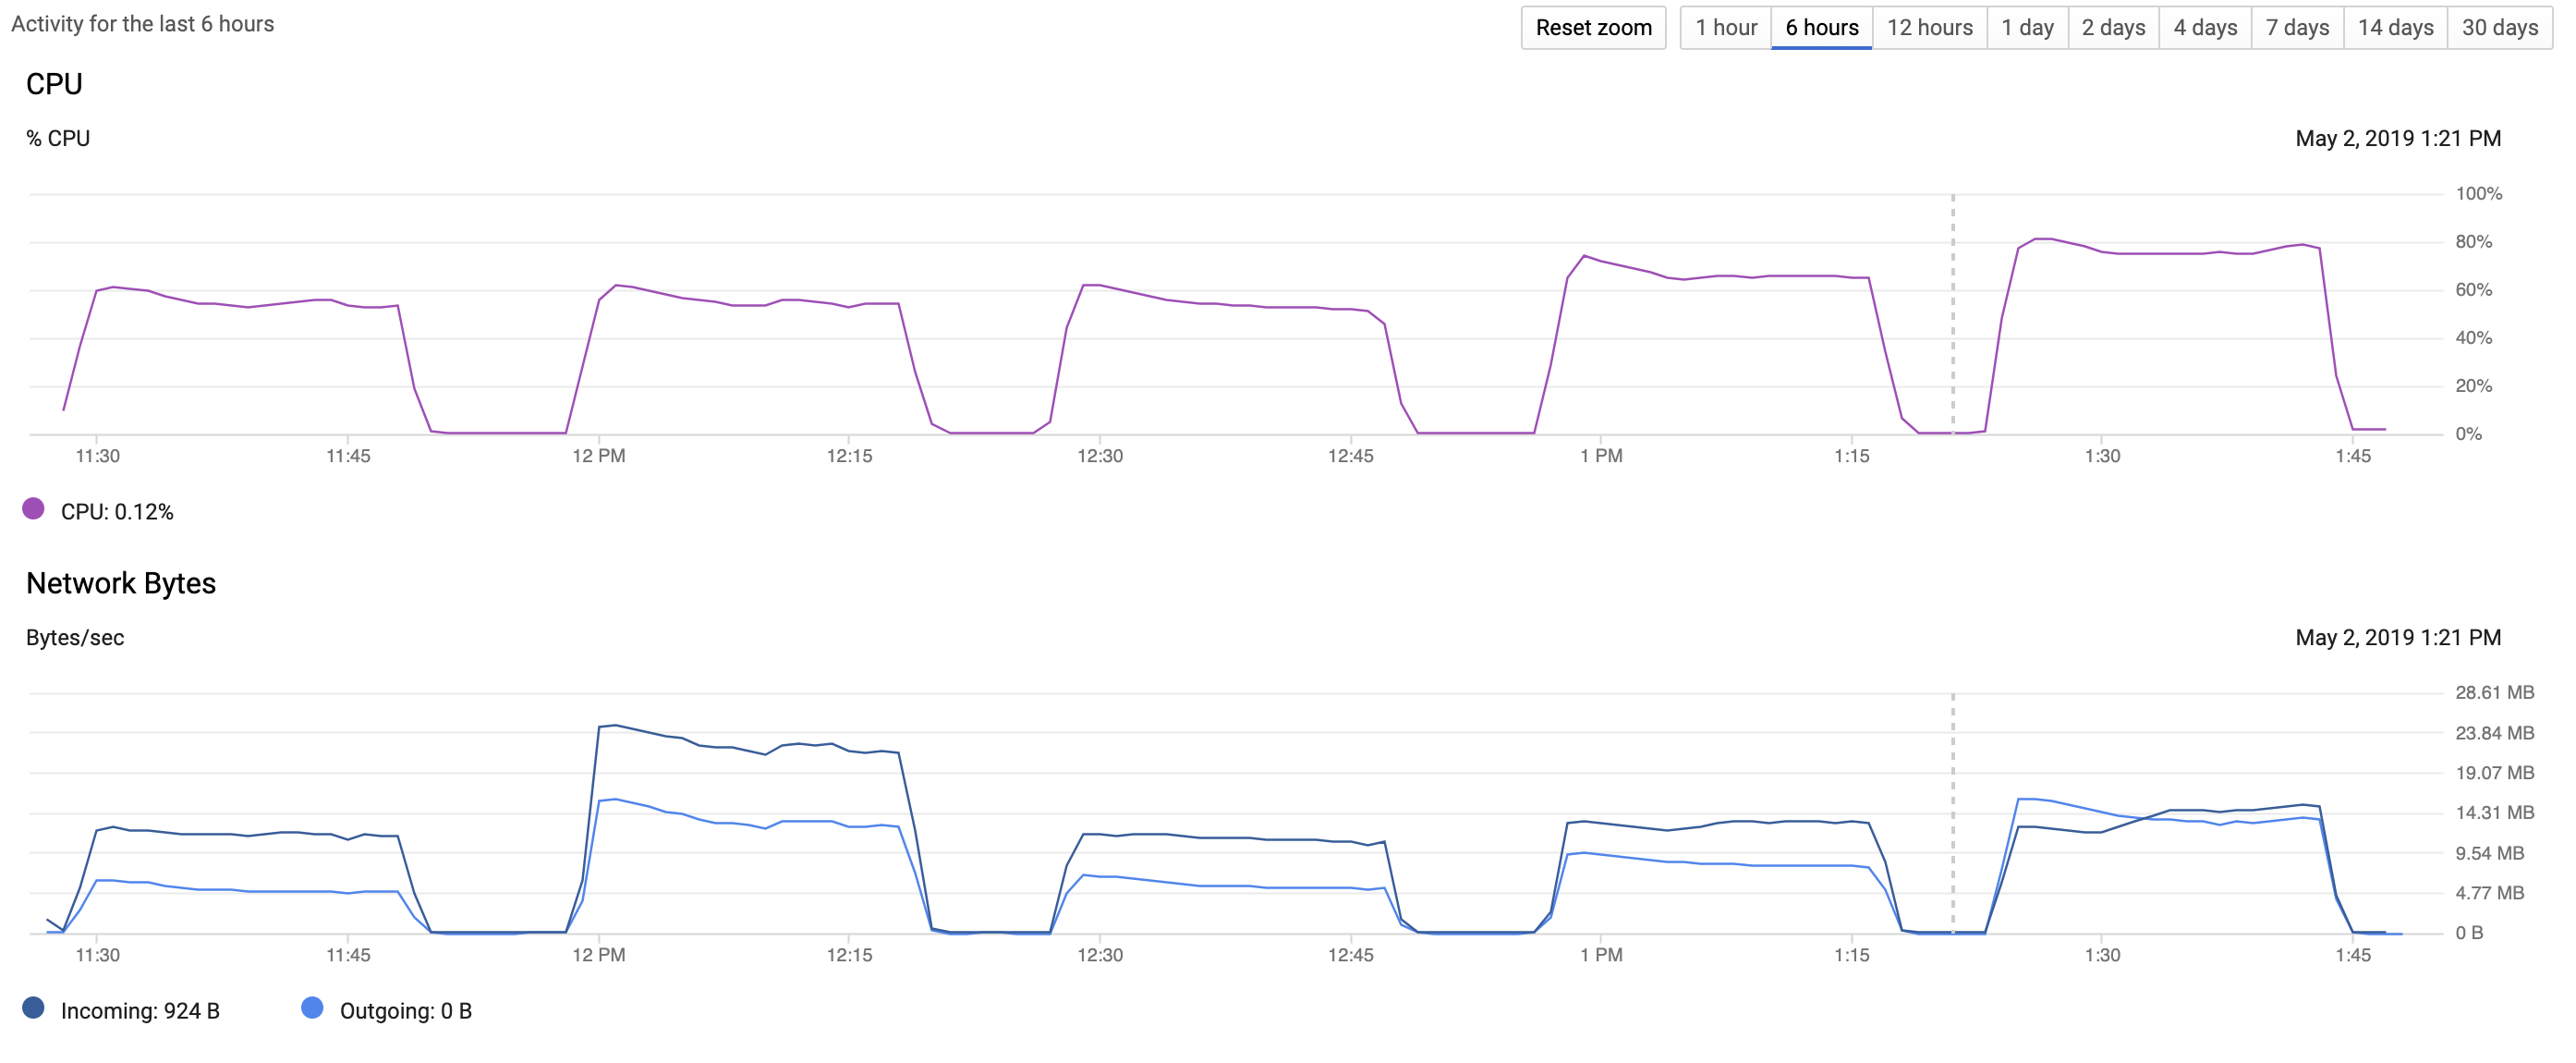 Activity for the last 6 hours
Reset zoom 1 hour 6 hours 12 hours 1 day 2 days 4 days 7 days 14 days 30 days
CPU
% CPU May 2, 2019 1:21 PM
100%
80%
60%
40%
20%
0%
11:30 11:45 12 PM 12:15 12:30 12:45 1 PM 1:15 1:30 1:45
CPU: 0.12%
Network Bytes
Bytes/sec May 2, 2019 1:21 PM
28.61 MB
23.84 MB
19.07 MB
14.31 MB
9.54 MB
4.77 MB
0 B
11:30 11:45 12 PM 12:15 12:30 12:45 1 PM 1:15 1:30 1:45
Incoming: 924 B Outgoing: 0 B